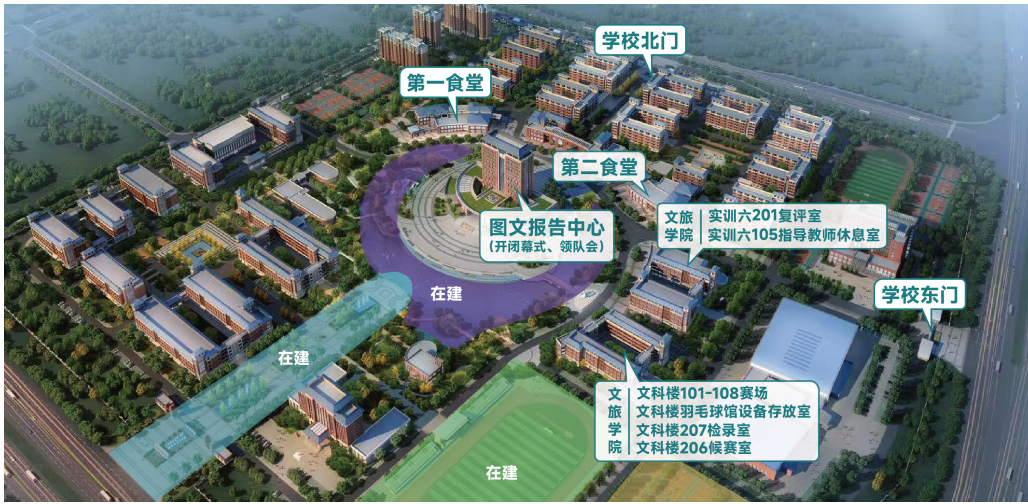 学校北门
第一食堂
第二食堂
文旅 实训六201复评室
学院 实训六105指导教师休息室
图文报告中心
(开闭幕式、领队会)
学校东门
在建
在建
文 文科楼101-108赛场
旅 文科楼羽毛球馆设备存放室
学 文科楼207检录室
院 文科楼206候赛室
在建